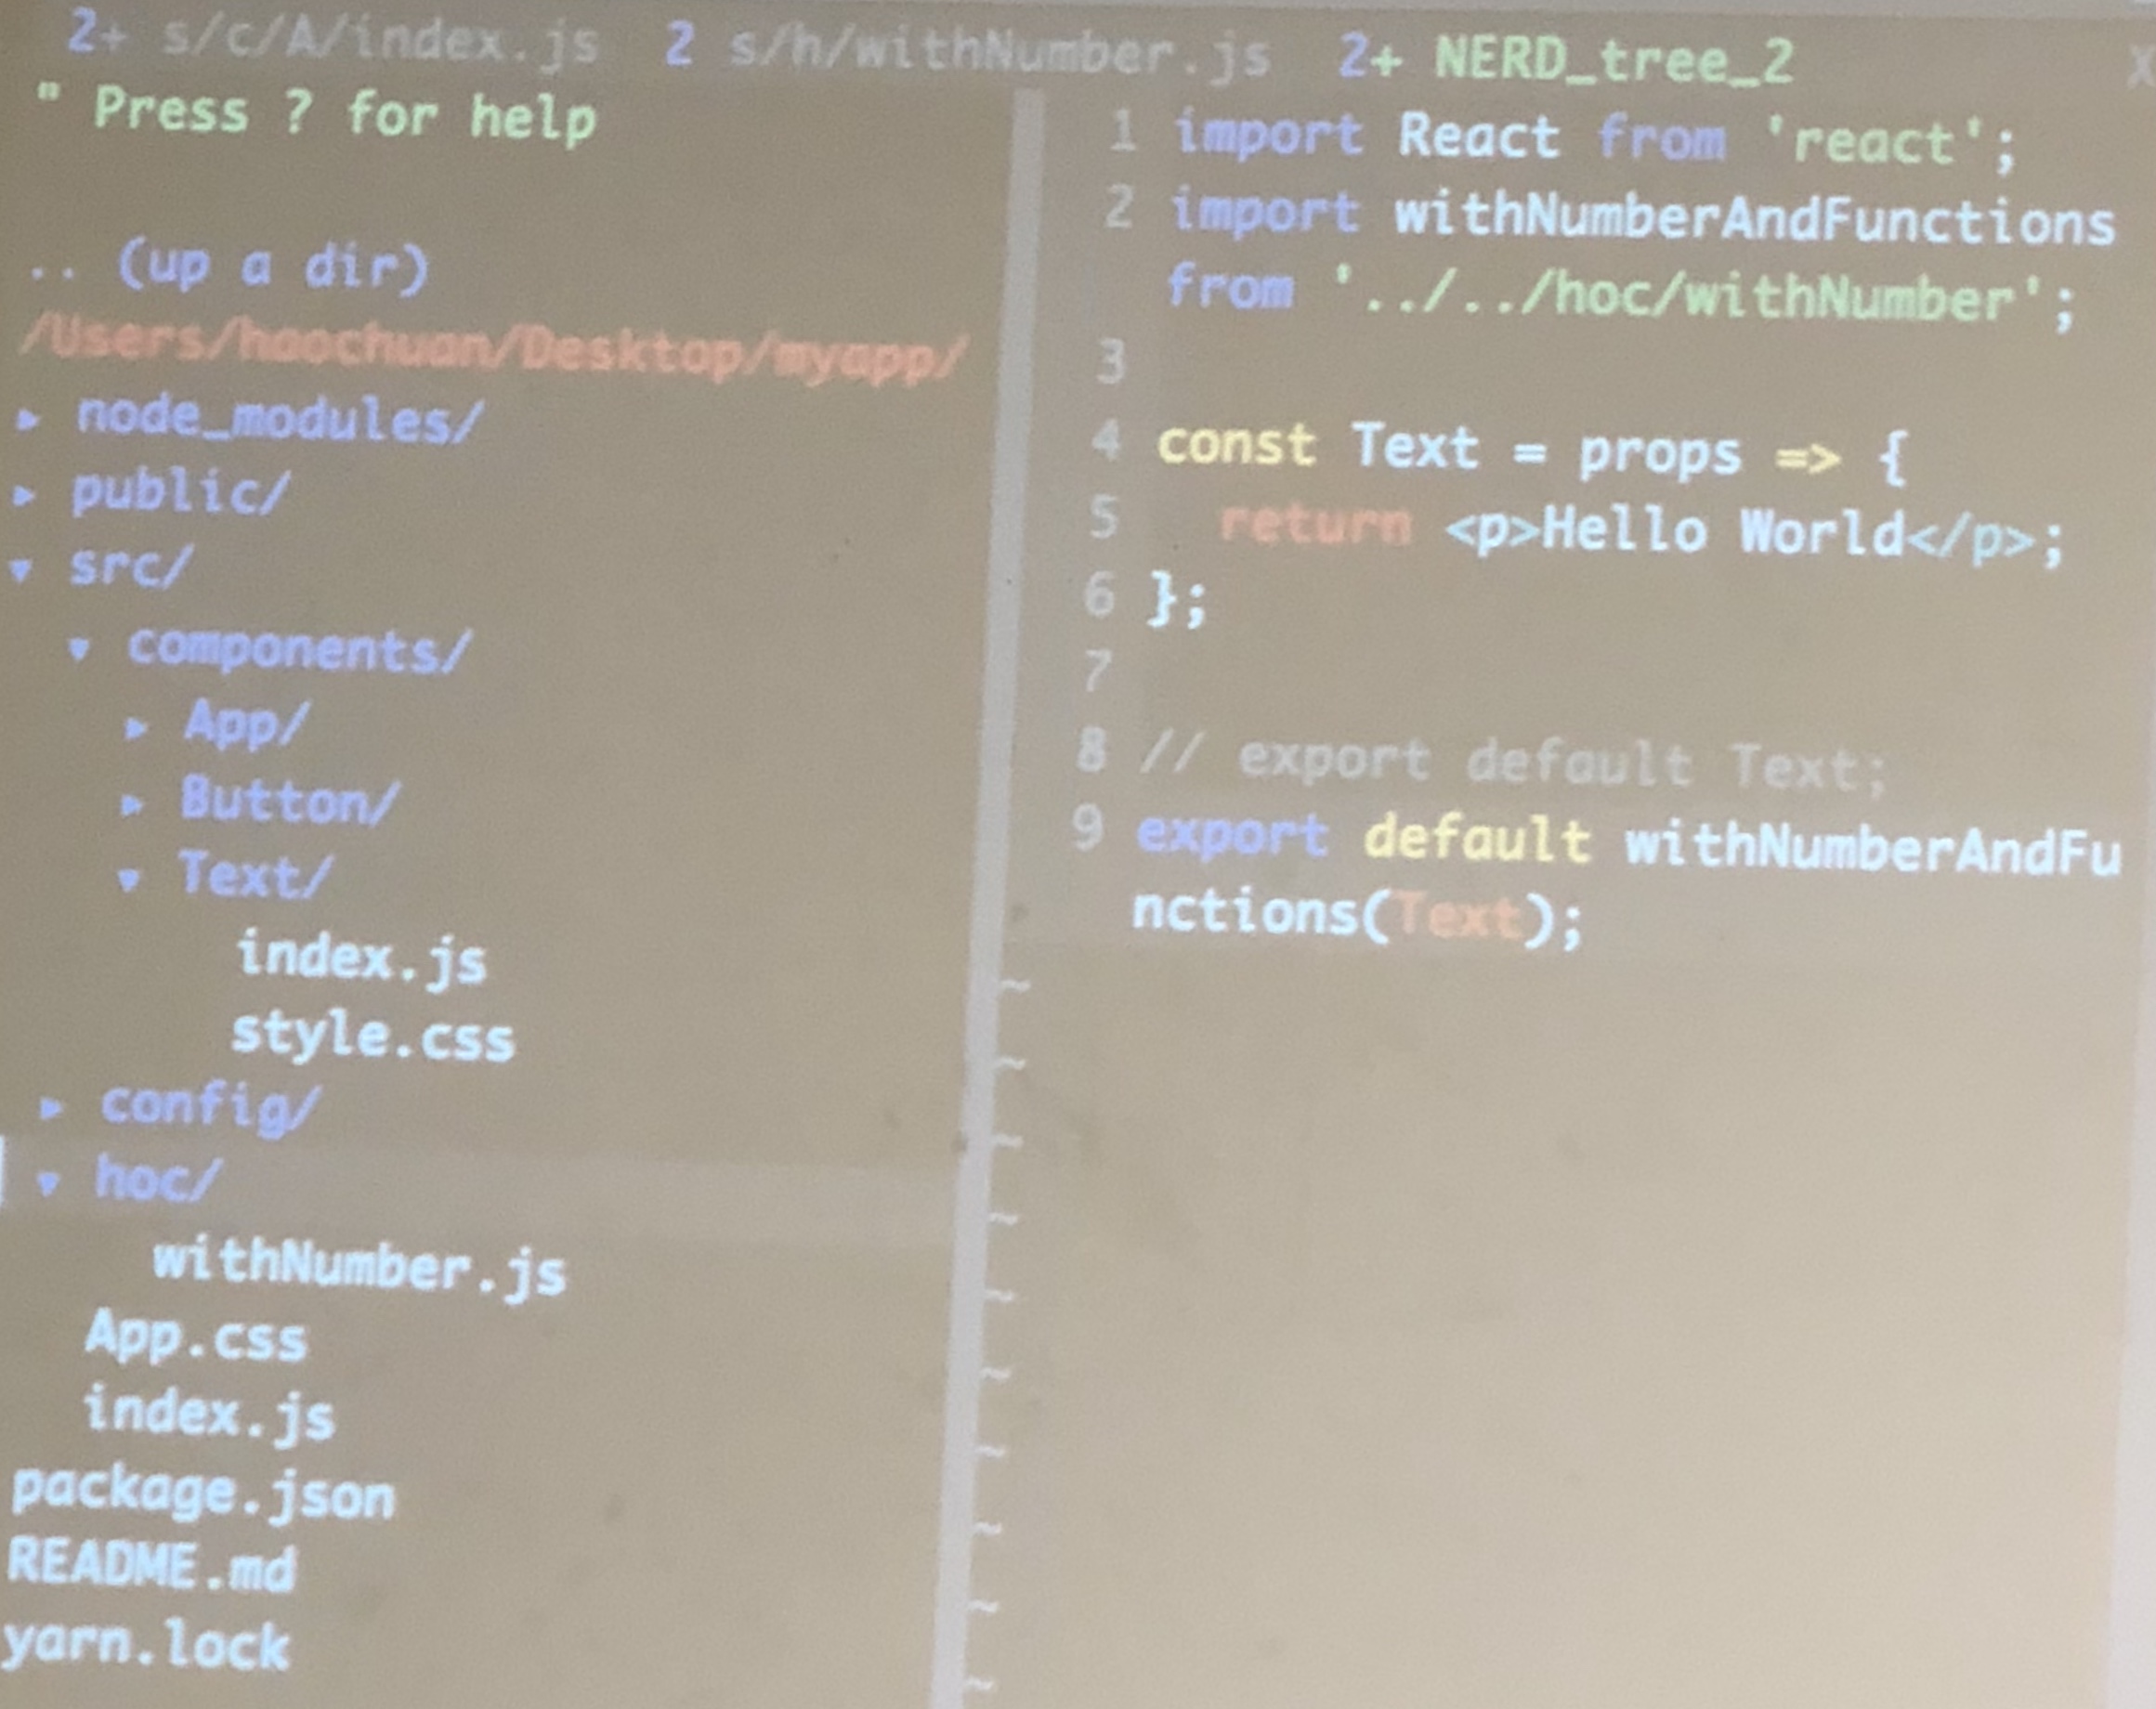 2+ s/c/A/index.js 2 s/h/withNumber.js 2+ NERD_tree_2 X
" Press ? for help
.. (up a dir)
/Users/haochuan/Desktop/myapp/
▸ node_modules/
▸ public/
▾ src/
▾ components/
▸ App/
▸ Button/
▾ Text/
index.js
style.css
▸ config/
▾ hoc/
withNumber.js
App.css
index.js
package.json
README.md
yarn.lock
1 import React from 'react';
2 import withNumberAndFunctions
from '../../hoc/withNumber';
3
4 const Text = props => {
5 return <p>Hello World</p>;
6 };
7
8 // export default Text;
9 export default withNumberAndFu
nctions(Text);
~
~
~
~
~
~
~
~
~
~